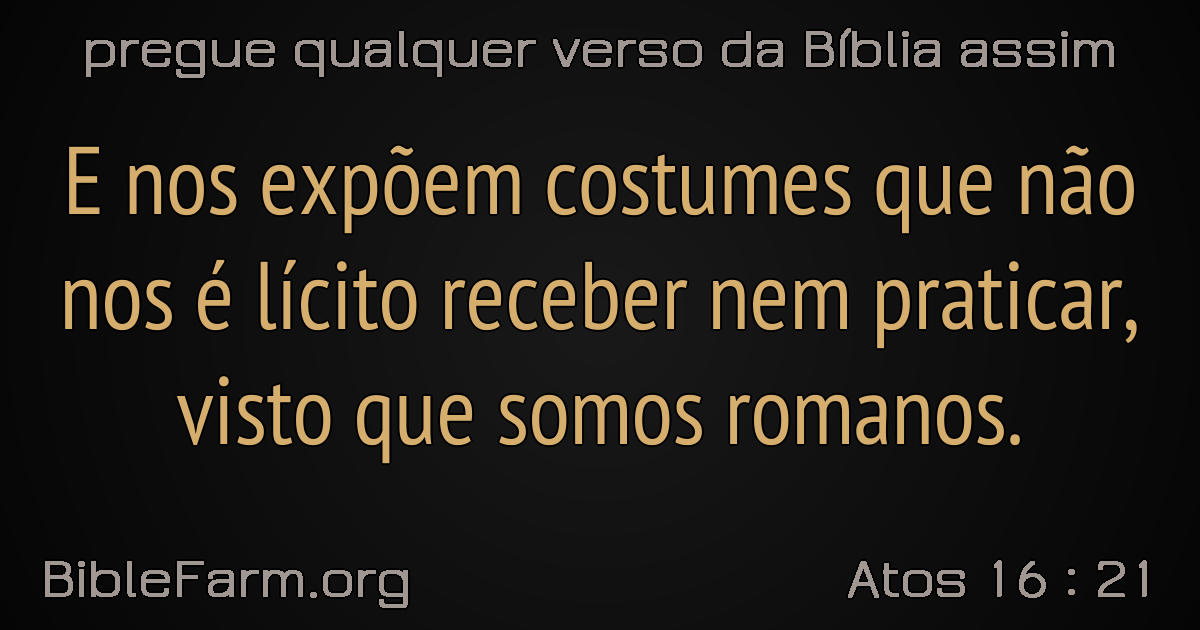 pregue qualquer verso da Bíblia assim
E nos expõem costumes que não
nos é lícito receber nem praticar,
visto que somos romanos.
BibleFarm.org
Atos 16 : 21